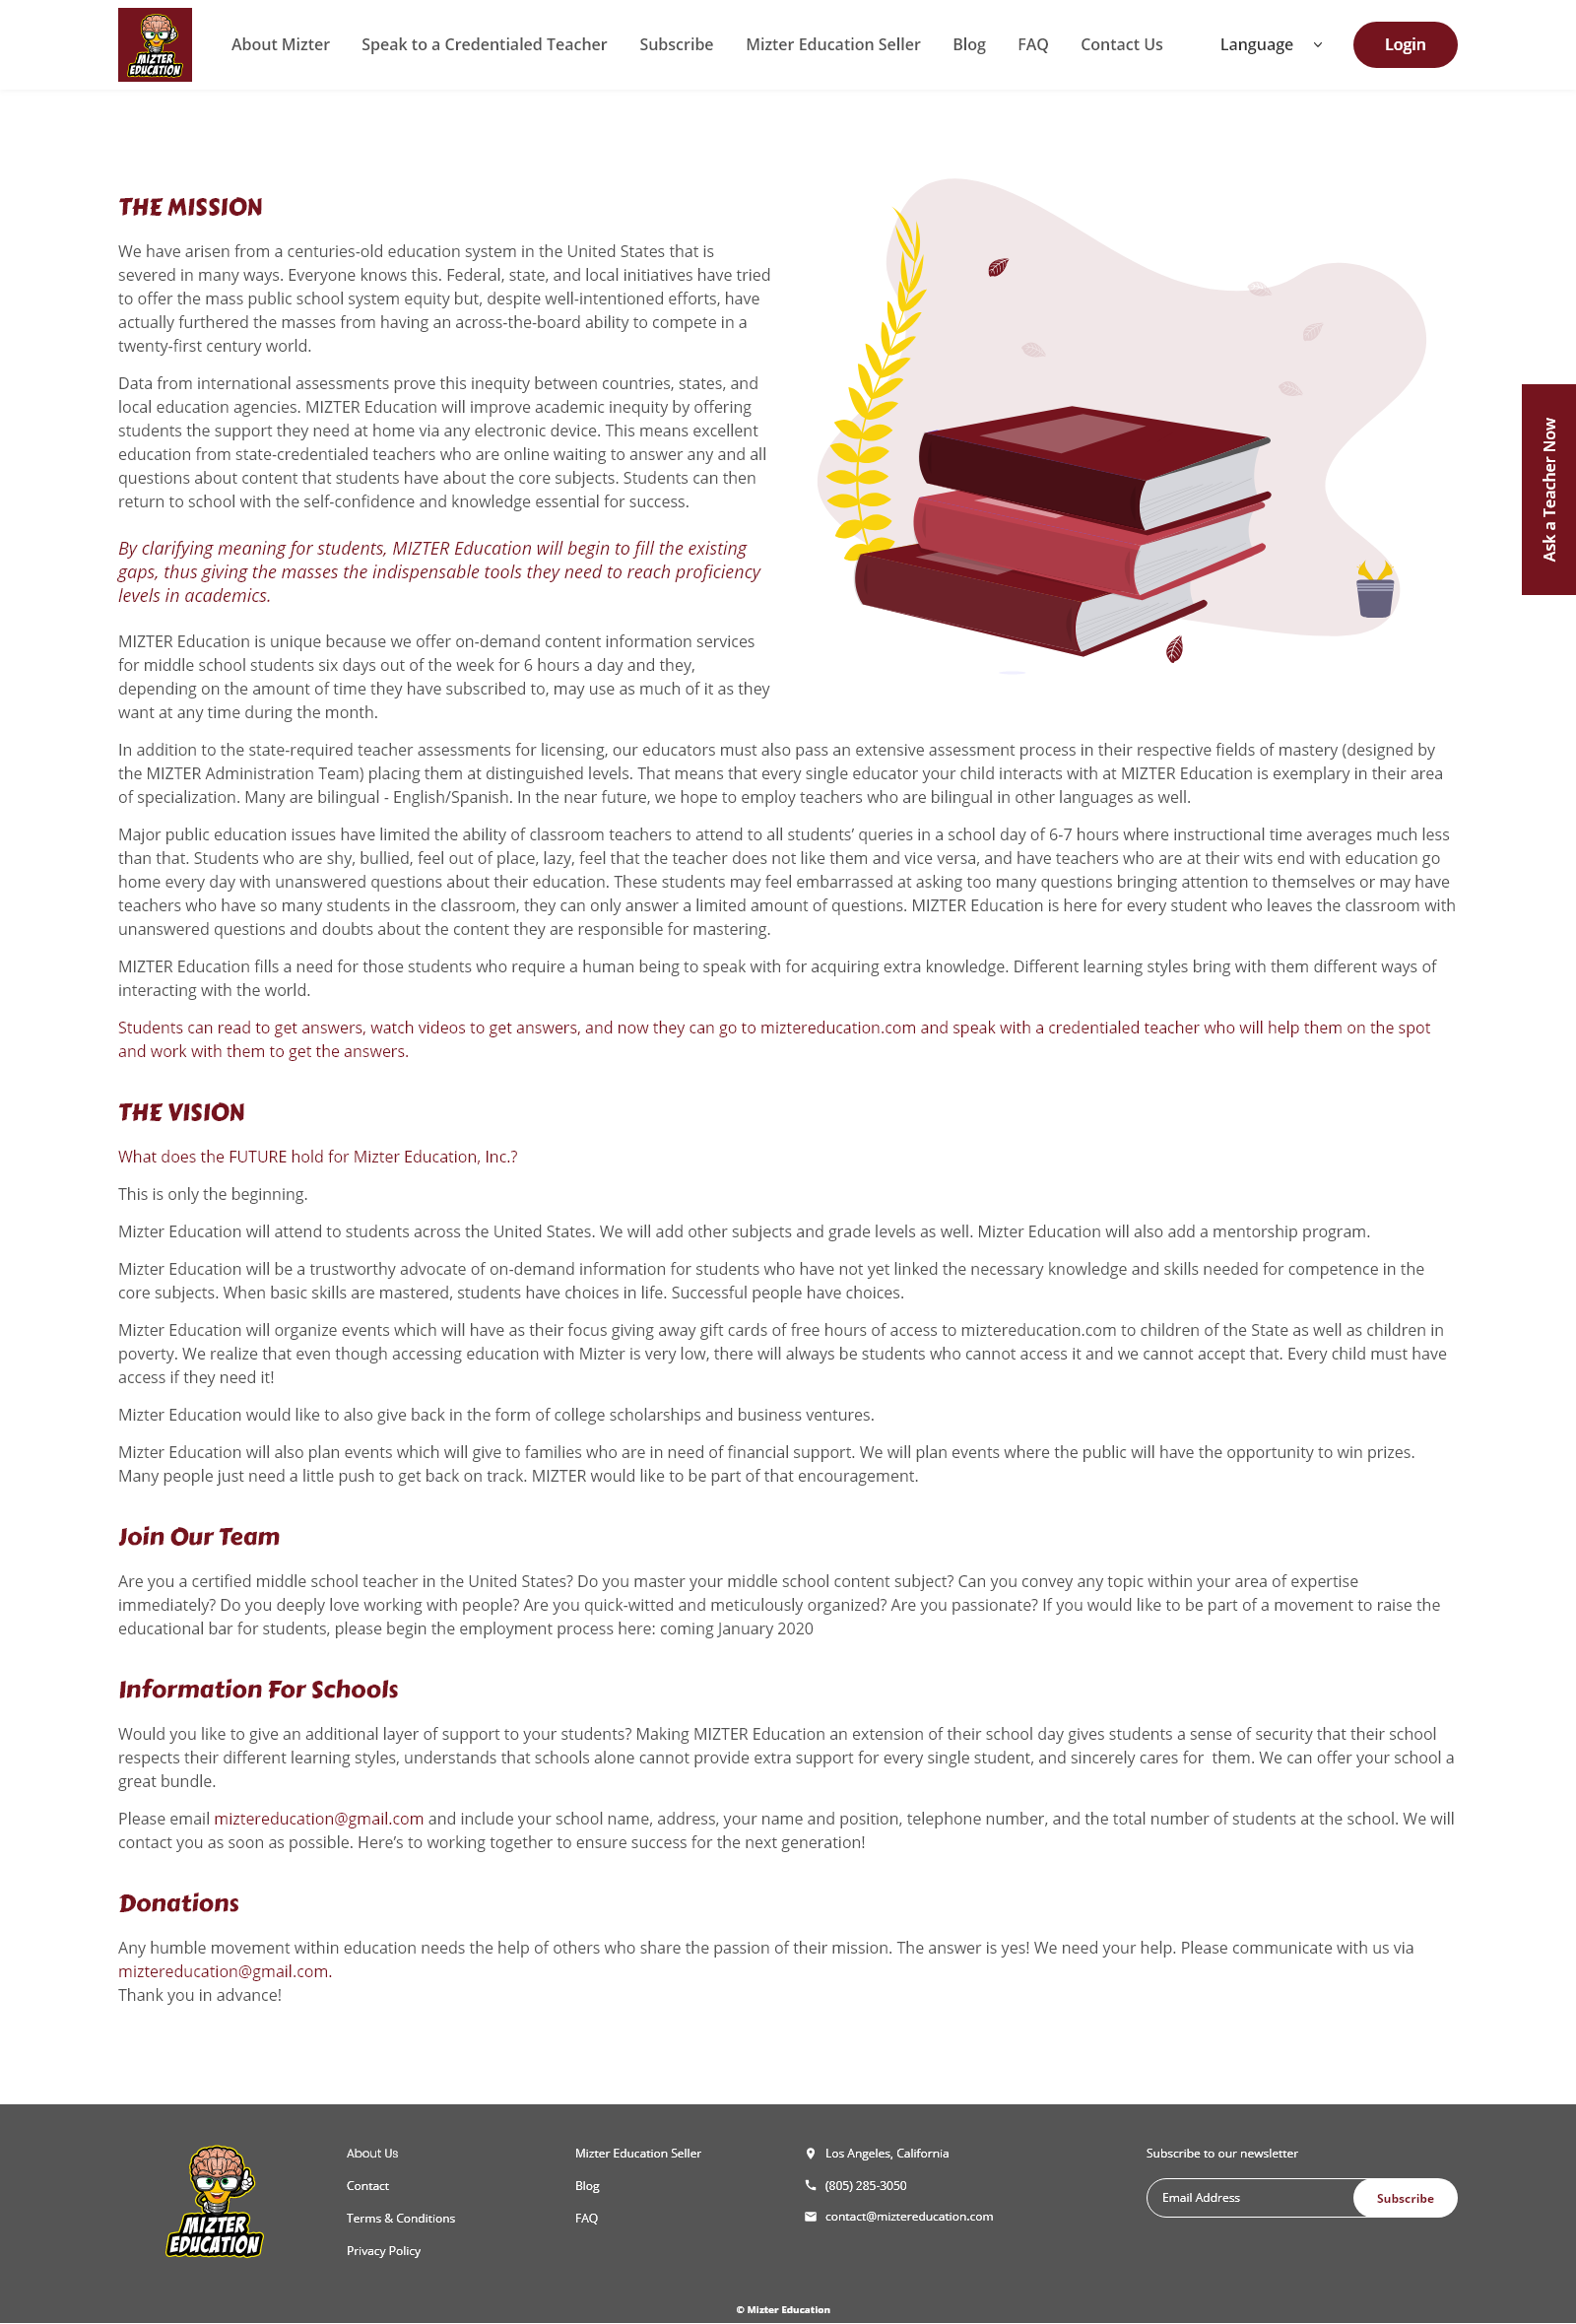 MIZTER
EDUCATION
About Mizter
Speak to a Credentialed Teacher
Subscribe
Mizter Education Seller
Blog
FAQ
Contact Us
Language
Login
THE MISSION
We have arisen from a centuries-old education system in the United States that is
severed in many ways. Everyone knows this. Federal, state, and local initiatives have tried
to offer the mass public school system equity but, despite well-intentioned efforts, have
actually furthered the masses from having an across-the-board ability to compete in a
twenty-first century world.
Data from international assessments prove this inequity between countries, states, and
local education agencies. MIZTER Education will improve academic inequity by offering
students the support they need at home via any electronic device. This means excellent
education from state-credentialed teachers who are online waiting to answer any and all
questions about content that students have about the core subjects. Students can then
return to school with the self-confidence and knowledge essential for success.
By clarifying meaning for students, MIZTER Education will begin to fill the existing
gaps, thus giving the masses the indispensable tools they need to reach proficiency
levels in academics.
MIZTER Education is unique because we offer on-demand content information services
for middle school students six days out of the week for 6 hours a day and they,
depending on the amount of time they have subscribed to, may use as much of it as they
want at any time during the month.
Ask a Teacher Now
In addition to the state-required teacher assessments for licensing, our educators must also pass an extensive assessment process in their respective fields of mastery (designed by
the MIZTER Administration Team) placing them at distinguished levels. That means that every single educator your child interacts with at MIZTER Education is exemplary in their area
of specialization. Many are bilingual - English/Spanish. In the near future, we hope to employ teachers who are bilingual in other languages as well.
Major public education issues have limited the ability of classroom teachers to attend to all students’ queries in a school day of 6-7 hours where instructional time averages much less
than that. Students who are shy, bullied, feel out of place, lazy, feel that the teacher does not like them and vice versa, and have teachers who are at their wits end with education go
home every day with unanswered questions about their education. These students may feel embarrassed at asking too many questions bringing attention to themselves or may have
teachers who have so many students in the classroom, they can only answer a limited amount of questions. MIZTER Education is here for every student who leaves the classroom with
unanswered questions and doubts about the content they are responsible for mastering.
MIZTER Education fills a need for those students who require a human being to speak with for acquiring extra knowledge. Different learning styles bring with them different ways of
interacting with the world.
Students can read to get answers, watch videos to get answers, and now they can go to miztereducation.com and speak with a credentialed teacher who will help them on the spot
and work with them to get the answers.
THE VISION
What does the FUTURE hold for Mizter Education, Inc.?
This is only the beginning.
Mizter Education will attend to students across the United States. We will add other subjects and grade levels as well. Mizter Education will also add a mentorship program.
Mizter Education will be a trustworthy advocate of on-demand information for students who have not yet linked the necessary knowledge and skills needed for competence in the
core subjects. When basic skills are mastered, students have choices in life. Successful people have choices.
Mizter Education will organize events which will have as their focus giving away gift cards of free hours of access to miztereducation.com to children of the State as well as children in
poverty. We realize that even though accessing education with Mizter is very low, there will always be students who cannot access it and we cannot accept that. Every child must have
access if they need it!
Mizter Education would like to also give back in the form of college scholarships and business ventures.
Mizter Education will also plan events which will give to families who are in need of financial support. We will plan events where the public will have the opportunity to win prizes.
Many people just need a little push to get back on track. MIZTER would like to be part of that encouragement.
Join Our Team
Are you a certified middle school teacher in the United States? Do you master your middle school content subject? Can you convey any topic within your area of expertise
immediately? Do you deeply love working with people? Are you quick-witted and meticulously organized? Are you passionate? If you would like to be part of a movement to raise the
educational bar for students, please begin the employment process here: coming January 2020
Information For Schools
Would you like to give an additional layer of support to your students? Making MIZTER Education an extension of their school day gives students a sense of security that their school
respects their different learning styles, understands that schools alone cannot provide extra support for every single student, and sincerely cares for them. We can offer your school a
great bundle.
Please email miztereducation@gmail.com and include your school name, address, your name and position, telephone number, and the total number of students at the school. We will
contact you as soon as possible. Here’s to working together to ensure success for the next generation!
Donations
Any humble movement within education needs the help of others who share the passion of their mission. The answer is yes! We need your help. Please communicate with us via
miztereducation@gmail.com.
Thank you in advance!
MIZTER
EDUCATION
About Us
Contact
Terms & Conditions
Privacy Policy
Mizter Education Seller
Blog
FAQ
Los Angeles, California
(805) 285-3050
contact@miztereducation.com
Subscribe to our newsletter
Email Address
Subscribe
© Mizter Education